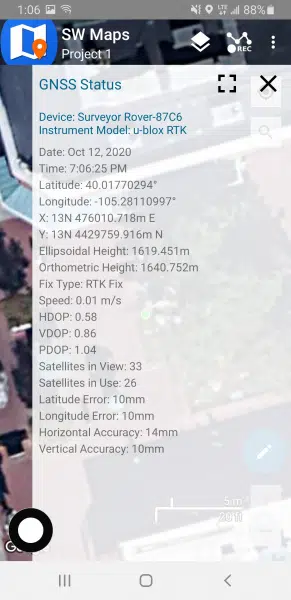 1:06
LTE
88%
SW Maps
Project 1
REC
GNSS Status
Device: Surveyor Rover-87C6
Instrument Model: u-blox RTK
Date: Oct 12, 2020
Time: 7:06:25 PM
Latitude: 40.01770294°
Longitude: -105.28110997°
X: 13N 476010.718m E
Y: 13N 4429759.916m N
Ellipsoidal Height: 1619.451m
Orthometric Height: 1640.752m
Fix Type: RTK Fix
Speed: 0.01 m/s
HDOP: 0.58
VDOP: 0.86
PDOP: 1.04
Satellites in View: 33
Satellites in Use: 26
Latitude Error: 10mm
Longitude Error: 10mm
Horizontal Accuracy: 14mm
Vertical Accuracy: 10mm
5 m
20 ft